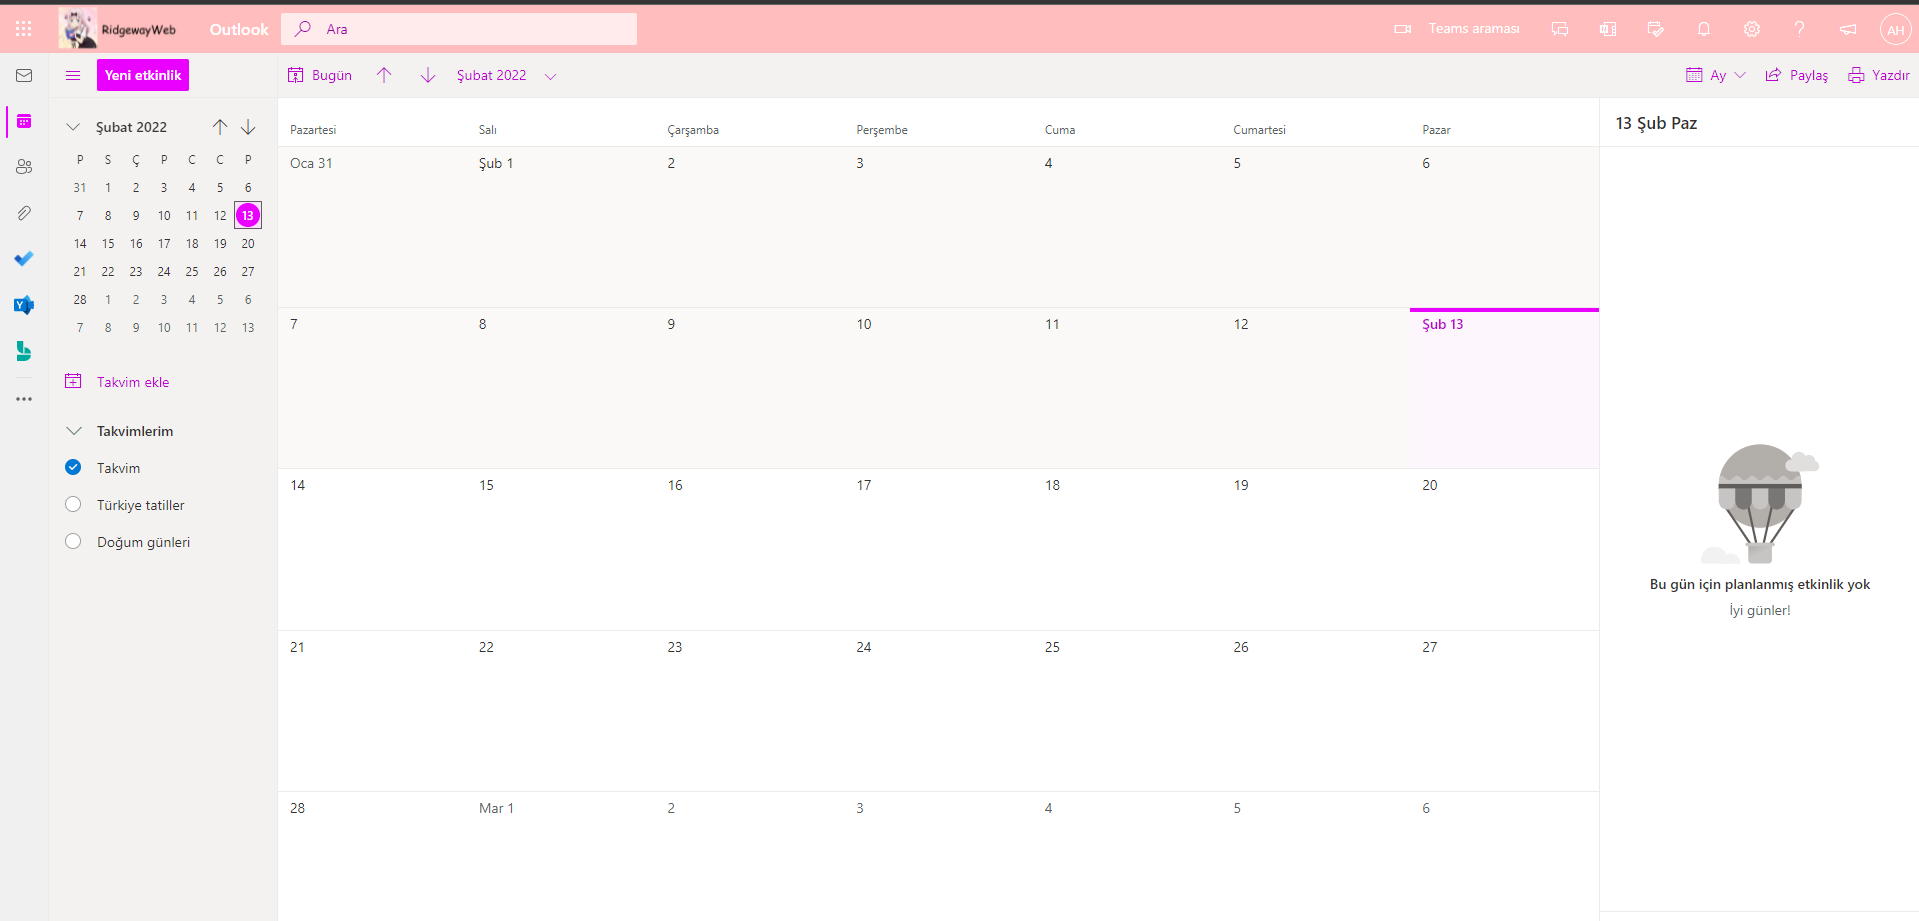 RidgewayWeb Outlook Ara Teams araması AH
Yeni etkinlik Bugün Şubat 2022 Ay Paylaş Yazdır
Şubat 2022
P S Ç P C C P
31 1 2 3 4 5 6
7 8 9 10 11 12 13
14 15 16 17 18 19 20
21 22 23 24 25 26 27
28 1 2 3 4 5 6
7 8 9 10 11 12 13
Takvim ekle
Takvimlerim
Takvim
Türkiye tatiller
Doğum günleri
Pazartesi Salı Çarşamba Perşembe Cuma Cumartesi Pazar
Oca 31 Şub 1 2 3 4 5 6
7 8 9 10 11 12 Şub 13
14 15 16 17 18 19 20
21 22 23 24 25 26 27
28 Mar 1 2 3 4 5 6
13 Şub Paz
Bu gün için planlanmış etkinlik yok
İyi günler!